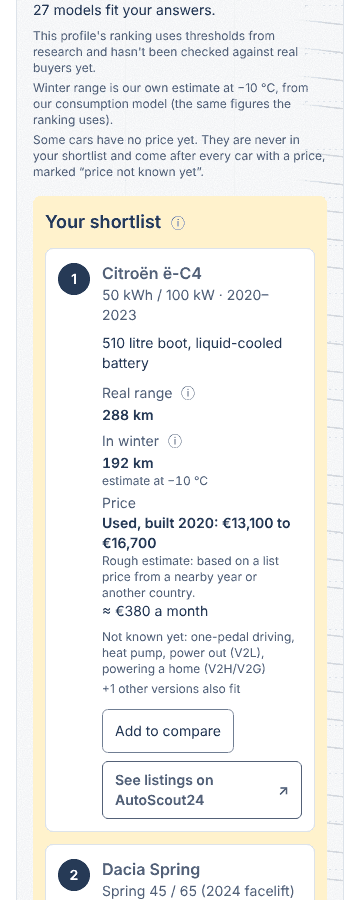 27 models fit your answers.
This profile's ranking uses thresholds from
research and hasn't been checked against real
buyers yet.
Winter range is our own estimate at −10 °C, from
our consumption model (the same figures the
ranking uses).
Some cars have no price yet. They are never in
your shortlist and come after every car with a price,
marked “price not known yet”.
Your shortlist ⓘ
1
Citroën ë-C4
50 kWh / 100 kW · 2020–
2023
510 litre boot, liquid-cooled
battery
Real range ⓘ
288 km
In winter ⓘ
192 km
estimate at −10 °C
Price
Used, built 2020: €13,100 to
€16,700
Rough estimate: based on a list
price from a nearby year or
another country.
≈ €380 a month
Not known yet: one-pedal driving,
heat pump, power out (V2L),
powering a home (V2H/V2G)
+1 other versions also fit
Add to compare
See listings on
AutoScout24
2
Dacia Spring
Spring 45 / 65 (2024 facelift)